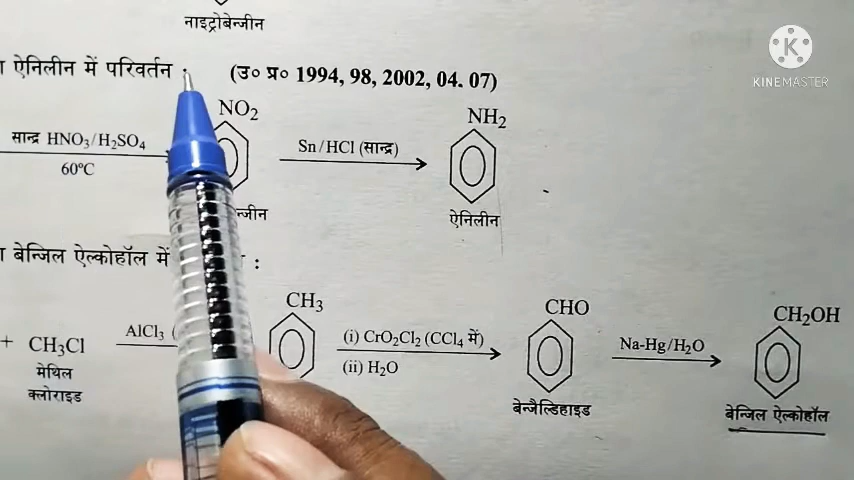 नाइट्रोबेन्जीन
ऐनिलीन में परिवर्तन : (उ० प्र० 1994, 98, 2002, 04. 07)
NO2 NH2
सान्द्र HNO3/H2SO4 Sn/HCl (सान्द्र)
60ºC
ऐनिलीन
बेन्जिल ऐल्कोहॉल में :
CH3 CHO CH2OH
+ CH3Cl AlCl3 (i) CrO2Cl2 (CCl4 में) Na-Hg/H2O
(ii) H2O
मेथिल
क्लोराइड
बेन्जैल्डिहाइड बेन्जिल ऐल्कोहॉल
KINEMASTER